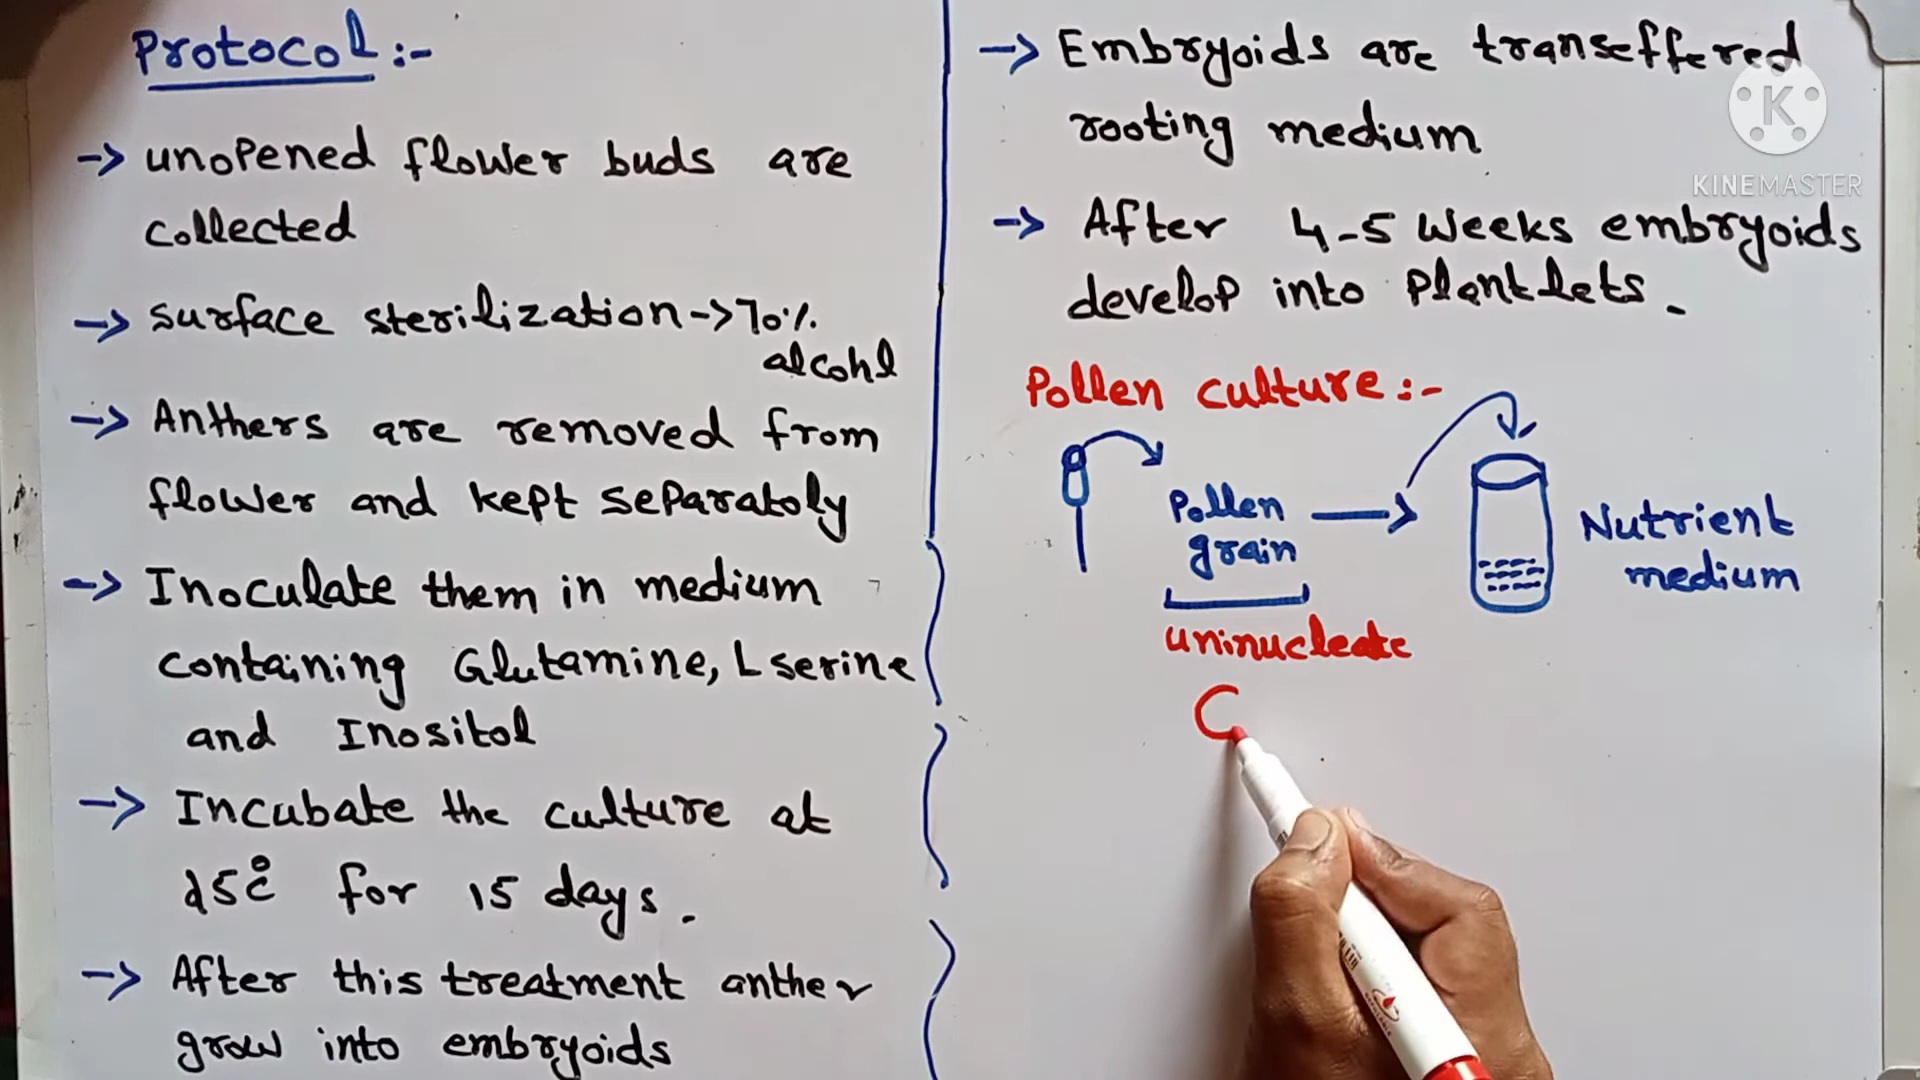 Protocol:-
-> unopened flower buds are
collected
-> surface sterilization -> 70%
alcohl
-> Anthers are removed from
flower and kept separatoly
-> Inoculate them in medium
containing Glutamine, L serine
and Inositol
-> Incubate the culture at
25°c for 15 days.
-> After this treatment anther
grow into embryoids
-> Embryoids are transeffered
rooting medium
-> After 4-5 weeks embryoids
develop into plantlets.
Pollen culture:-
Pollen
grain
uninucleate
C
Nutrient
medium
K
KINEMASTER